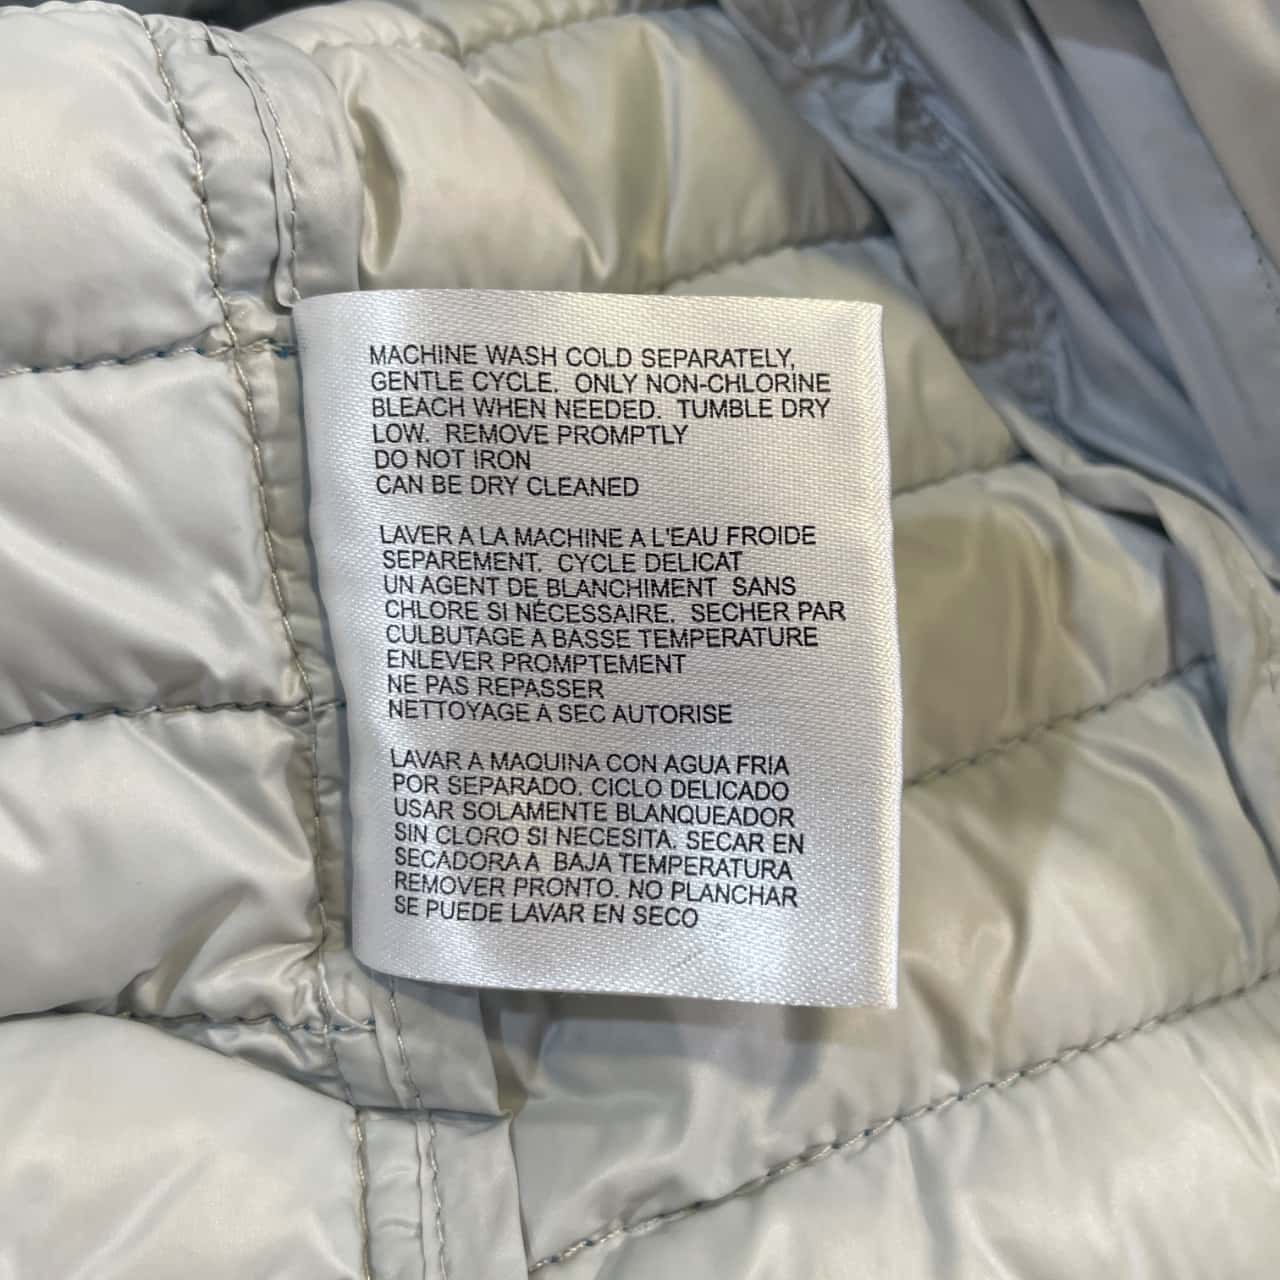 MACHINE WASH COLD SEPARATELY,
GENTLE CYCLE. ONLY NON-CHLORINE
BLEACH WHEN NEEDED. TUMBLE DRY
LOW. REMOVE PROMPTLY
DO NOT IRON
CAN BE DRY CLEANED
LAVER A LA MACHINE A L'EAU FROIDE
SEPAREMENT. CYCLE DELICAT
UN AGENT DE BLANCHIMENT SANS
CHLORE SI NÉCESSAIRE. SECHER PAR
CULBUTAGE A BASSE TEMPERATURE
ENLEVER PROMPTEMENT
NE PAS REPASSER
NETTOYAGE A SEC AUTORISE
LAVAR A MAQUINA CON AGUA FRIA
POR SEPARADO. CICLO DELICADO
USAR SOLAMENTE BLANQUEADOR
SIN CLORO SI NECESITA. SECAR EN
SECADORA A BAJA TEMPERATURA
REMOVER PRONTO. NO PLANCHAR
SE PUEDE LAVAR EN SECO